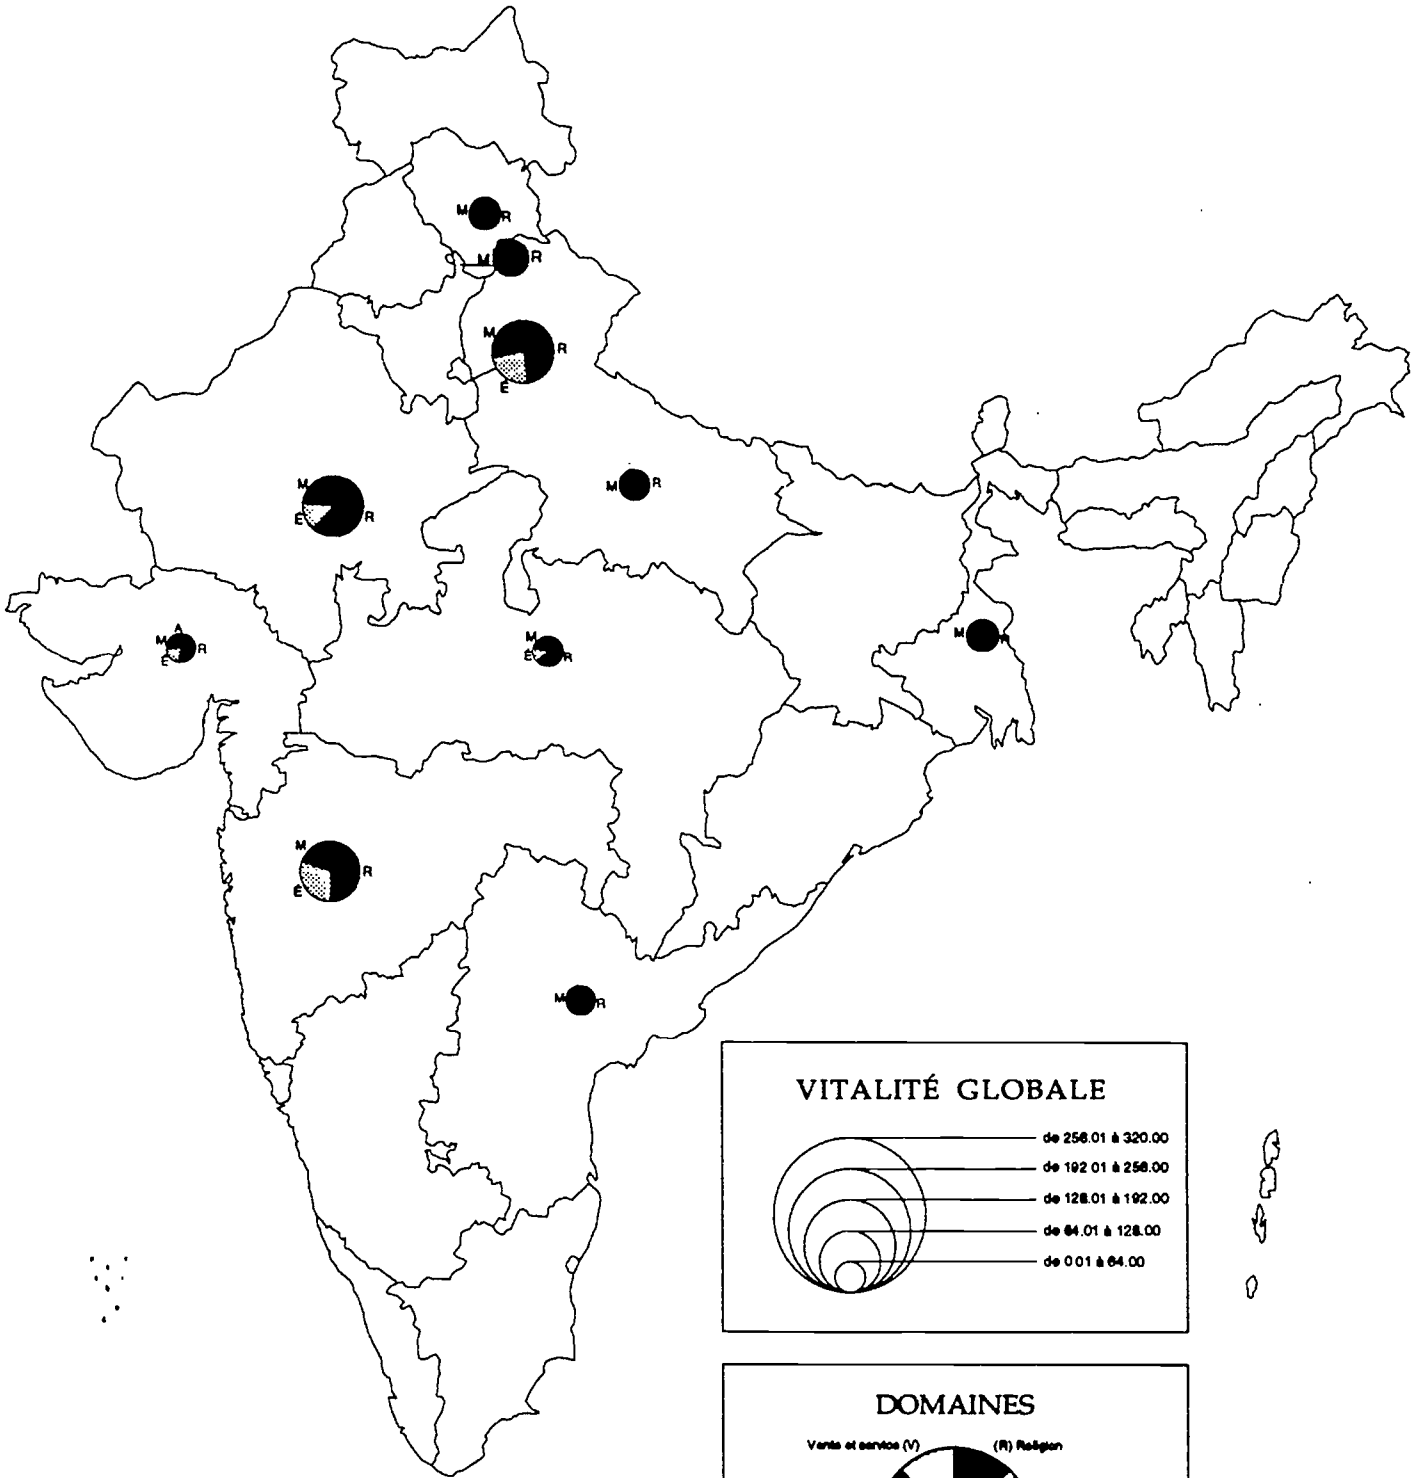 M R
C M R
M R
É
M R
M
É R
A
M R
É
M
É R
M R
M R
É
M R
VITALITÉ GLOBALE
de 256.01 à 320.00
de 192 01 à 256.00
de 128.01 à 192.00
de 64.01 à 128.00
de 0 01 à 64.00
DOMAINES
Vente et service (V) (R) Religion